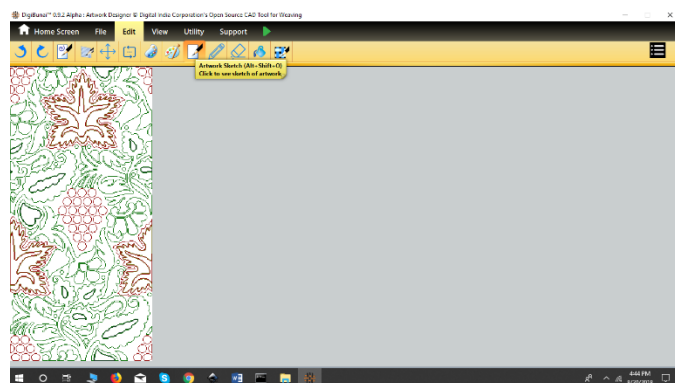 DigiBunai™ 0.9.2 Alpha : Artwork Designer © Digital India Corporation's Open Source CAD Tool for Weaving
Home Screen File Edit View Utility Support
Artwork Sketch (Alt+Shift+O)
Click to see sketch of artwork
4:44 PM